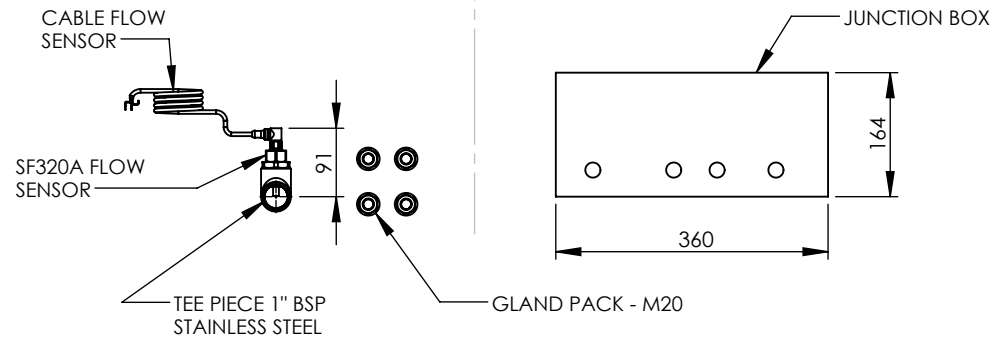 CABLE FLOW
SENSOR
JUNCTION BOX
SF320A FLOW
SENSOR
91
164
360
TEE PIECE 1" BSP
STAINLESS STEEL
GLAND PACK - M20